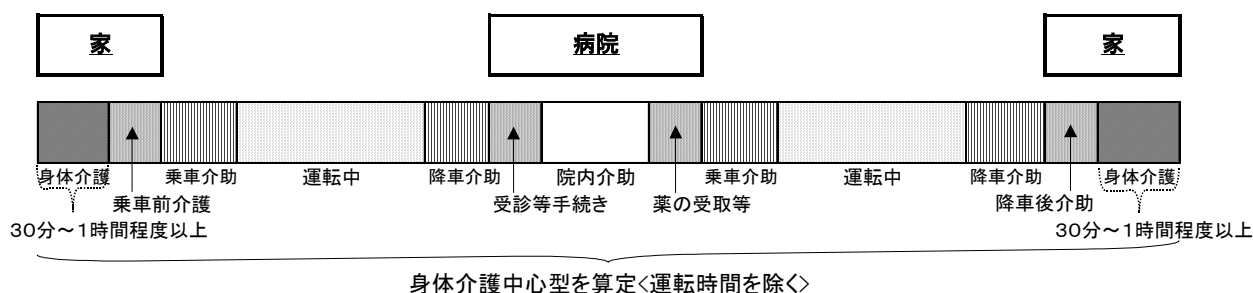 家 病院 家
身体介護 乗車介助 運転中 降車介助 院内介助 乗車介助 運転中 降車介助 身体介護
乗車前介護 受診等手続き 薬の受取等 降車後介助
30分～1時間程度以上 30分～1時間程度以上
身体介護中心型を算定<運転時間を除く>